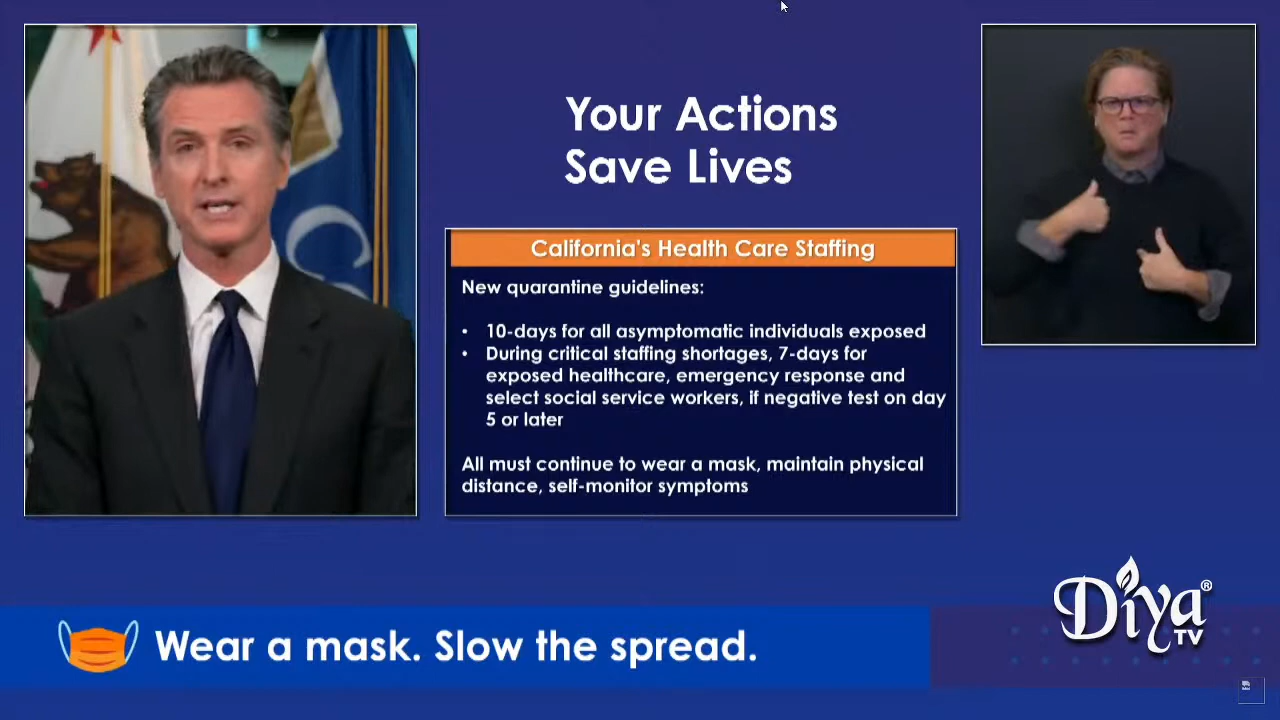 Your Actions
Save Lives
California's Health Care Staffing
New quarantine guidelines:
• 10-days for all asymptomatic individuals exposed
• During critical staffing shortages, 7-days for
exposed healthcare, emergency response and
select social service workers, if negative test on day
5 or later
All must continue to wear a mask, maintain physical
distance, self-monitor symptoms
Wear a mask. Slow the spread.
Diya®
TV